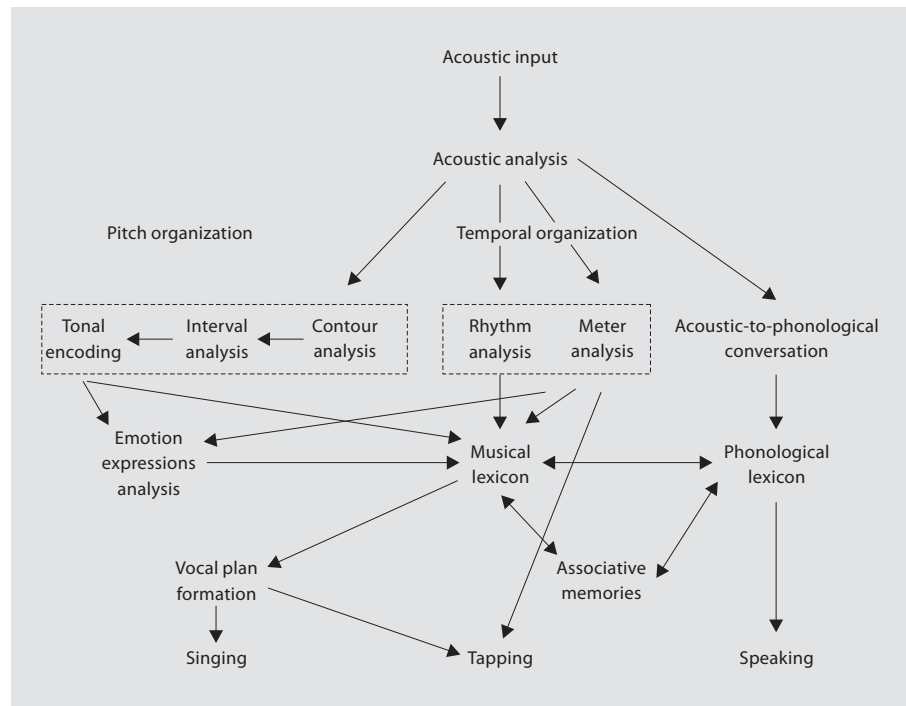 Acoustic input
Acoustic analysis
Pitch organization
Temporal organization
Tonal
encoding
Interval
analysis
Contour
analysis
Rhythm
analysis
Meter
analysis
Acoustic-to-phonological
conversation
Emotion
expressions
analysis
Musical
lexicon
Phonological
lexicon
Vocal plan
formation
Associative
memories
Singing
Tapping
Speaking